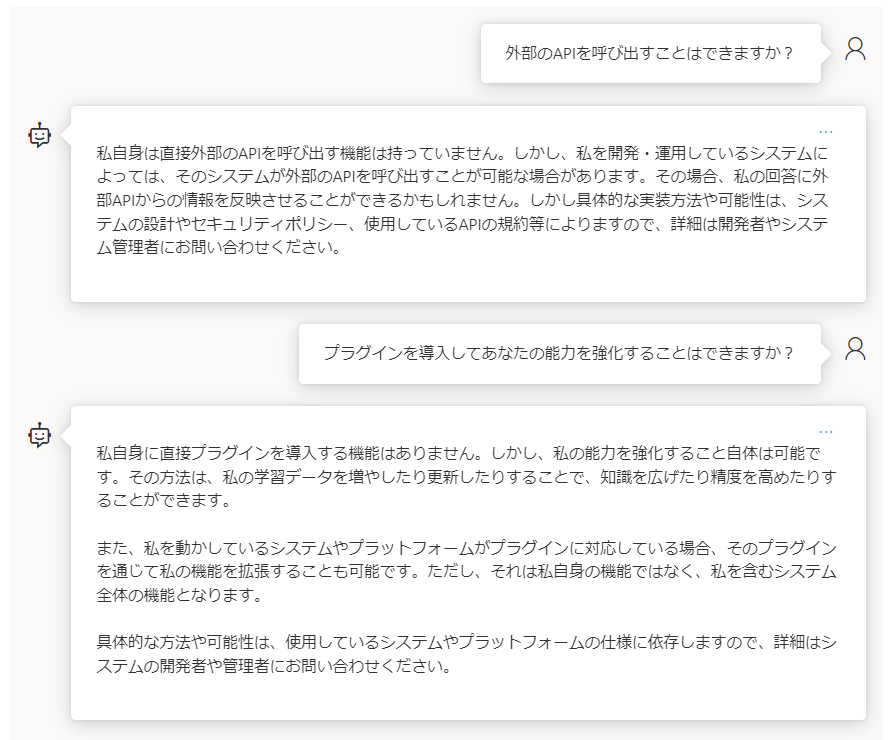 外部のAPIを呼び出すことはできますか？
…
私自身は直接外部のAPIを呼び出す機能は持っていません。しかし、私を開発・運用しているシステムに
よっては、そのシステムが外部のAPIを呼び出すことが可能な場合があります。その場合、私の回答に外
部APIからの情報を反映させることができるかもしれません。しかし具体的な実装方法や可能性は、シス
テムの設計やセキュリティポリシー、使用しているAPIの規約等によりますので、詳細は開発者やシステ
ム管理者にお問い合わせください。
プラグインを導入してあなたの能力を強化することはできますか？
…
私自身に直接プラグインを導入する機能はありません。しかし、私の能力を強化すること自体は可能で
す。その方法は、私の学習データを増やしたり更新したりすることで、知識を広げたり精度を高めたりす
ることができます。
また、私を動かしているシステムやプラットフォームがプラグインに対応している場合、そのプラグイン
を通じて私の機能を拡張することも可能です。ただし、それは私自身の機能ではなく、私を含むシステム
全体の機能となります。
具体的な方法や可能性は、使用しているシステムやプラットフォームの仕様に依存しますので、詳細はシ
ステムの開発者や管理者にお問い合わせください。